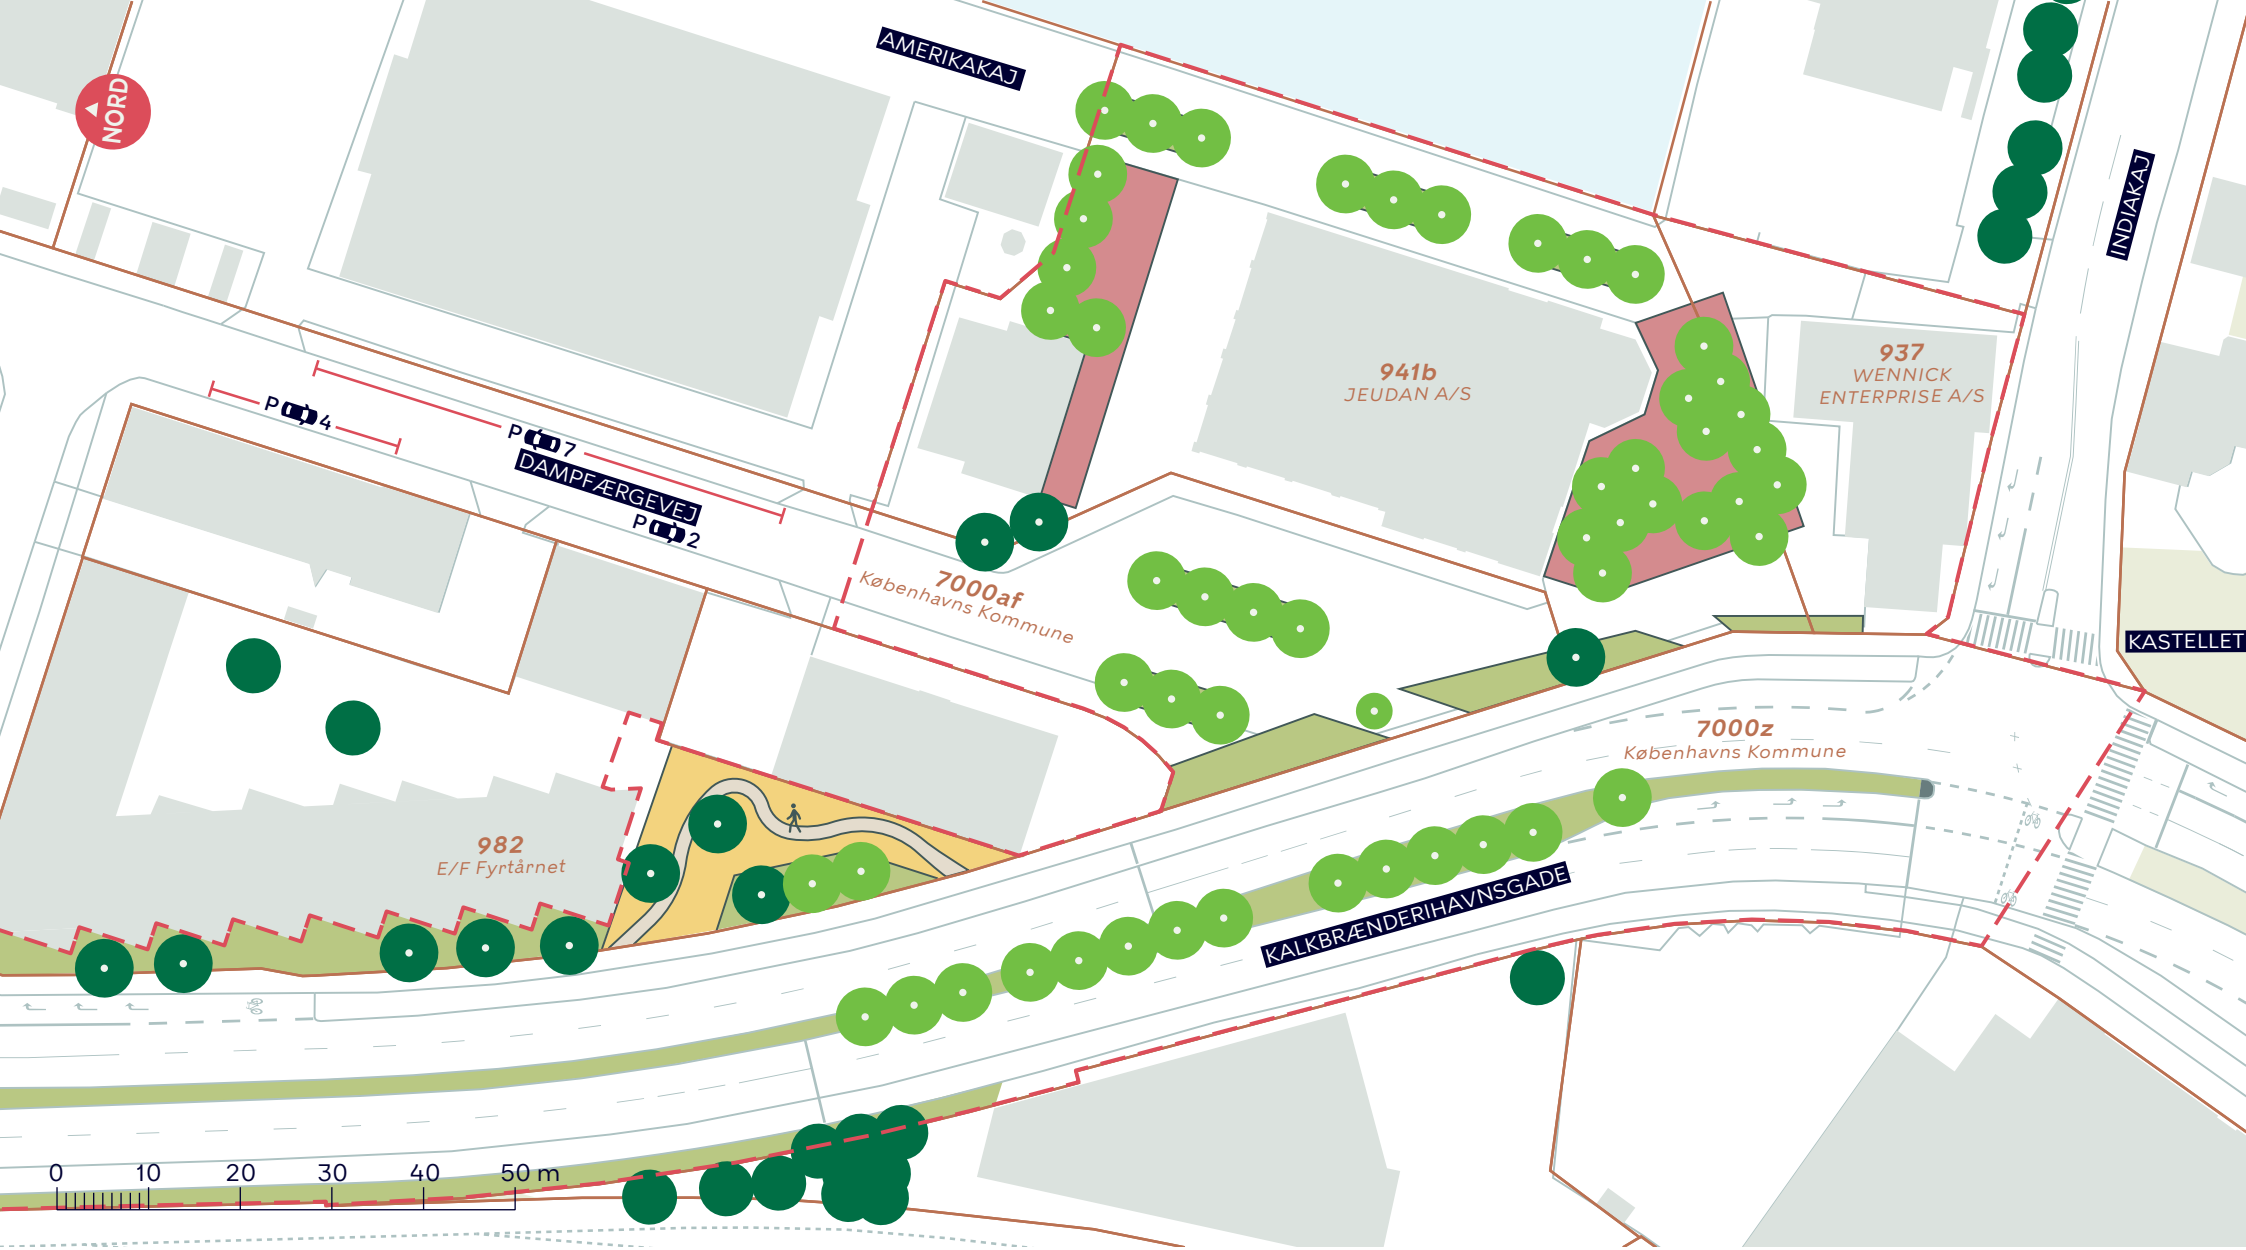 AMERIKAKAJ
NORD
INDIAKAJ
941b
JEUDAN A/S
937
WENNICK
ENTERPRISE A/S
P 4
P 7
DAMPFÆRGEVEJ
P 2
7000af
Københavns Kommune
KASTELLET
7000z
Københavns Kommune
982
E/F Fyrtårnet
KALKBRÆNDERIHAVNSGADE
0 10 20 30 40 50 m